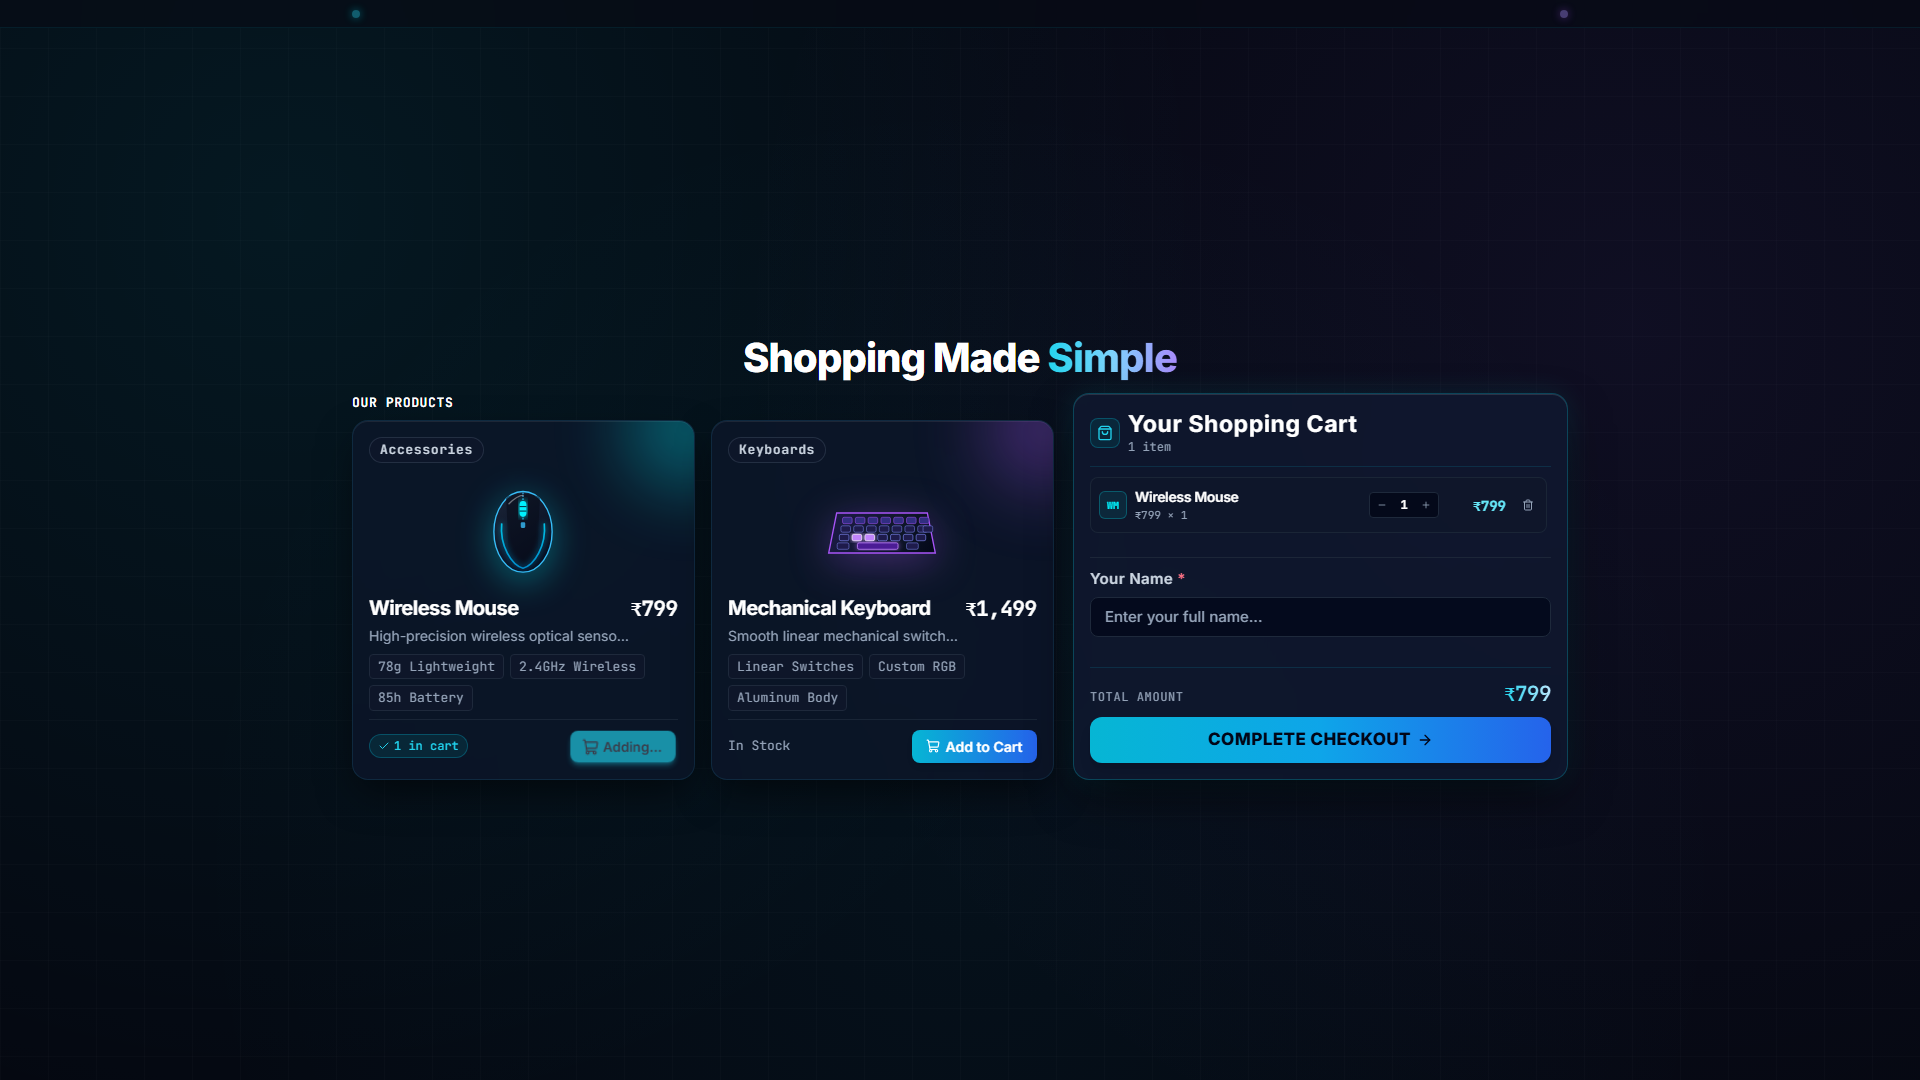 Shopping Made Simple
OUR PRODUCTS
Accessories
Wireless Mouse ₹799
High-precision wireless optical senso...
78g Lightweight 2.4GHz Wireless
85h Battery
1 in cart Adding...
Keyboards
Mechanical Keyboard ₹1,499
Smooth linear mechanical switch...
Linear Switches Custom RGB
Aluminum Body
In Stock Add to Cart
Your Shopping Cart
1 item
WM Wireless Mouse − 1 + ₹799
₹799 × 1
Your Name *
Enter your full name...
TOTAL AMOUNT ₹799
COMPLETE CHECKOUT →